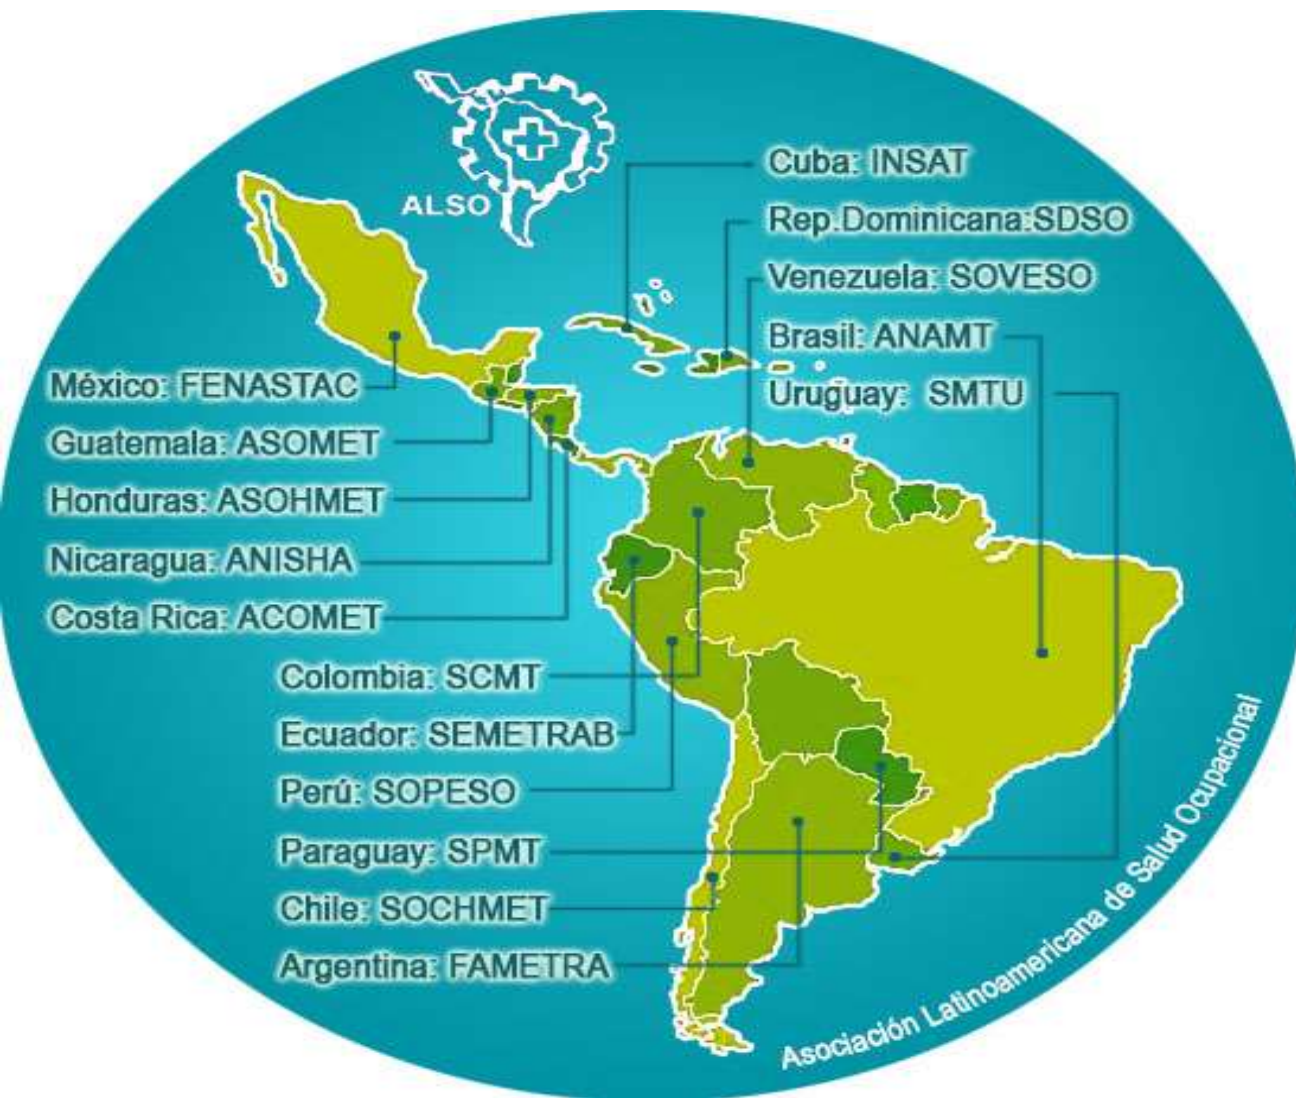 ALSO
Cuba: INSAT
Rep.Dominicana:SDSO
Venezuela: SOVESO
Brasil: ANAMT
Uruguay: SMTU
México: FENASTAC
Guatemala: ASOMET
Honduras: ASOHMET
Nicaragua: ANISHA
Costa Rica: ACOMET
Colombia: SCMT
Ecuador: SEMETRAB
Perú: SOPESO
Paraguay: SPMT
Chile: SOCHMET
Argentina: FAMETRA
Asociación Latinoamericana de Salud Ocupacional